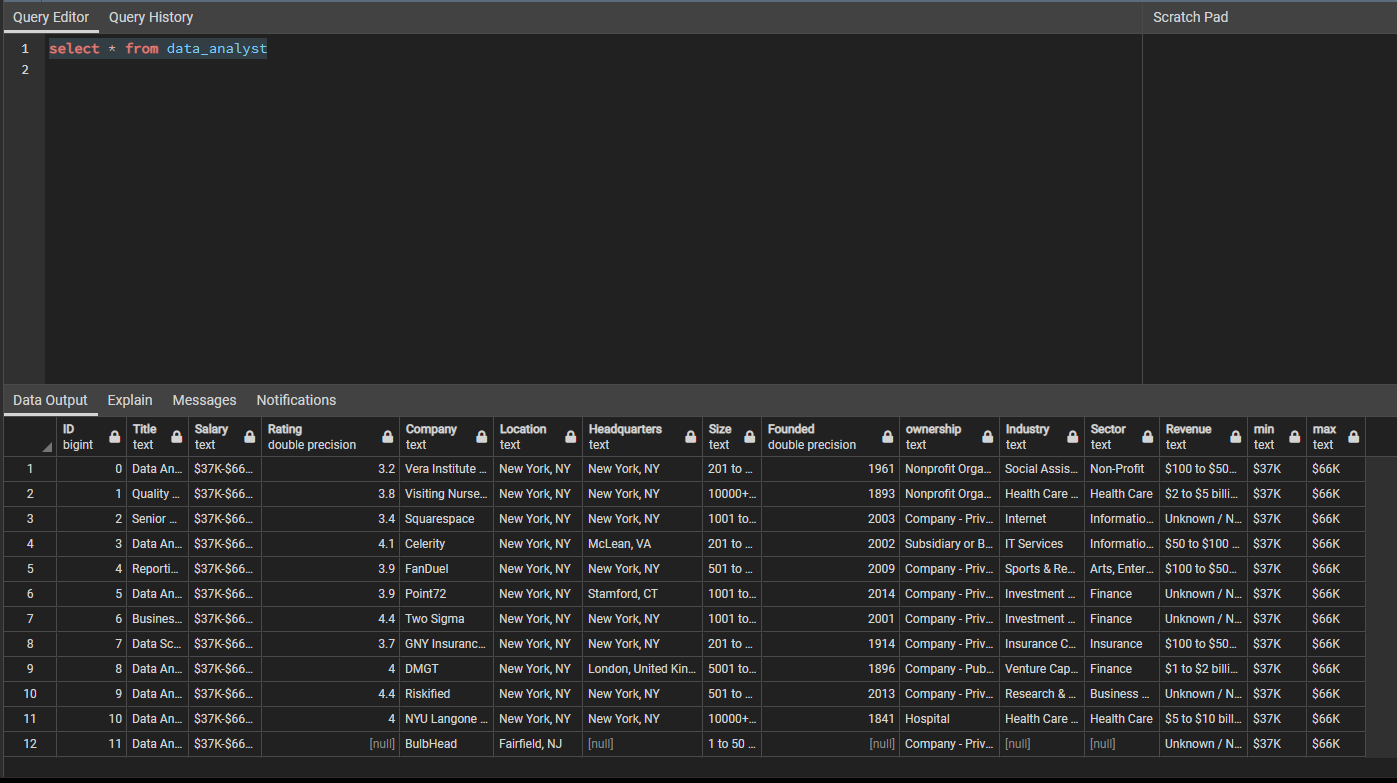 Query Editor Query History Scratch Pad
1 select * from data_analyst
2
Data Output Explain Messages Notifications
ID Title Salary Rating Company Location Headquarters Size Founded ownership Industry Sector Revenue min max
bigint text text double precision text text text text double precision text text text text text text
1 0 Data An... $37K-$66... 3.2 Vera Institute ... New York, NY New York, NY 201 to ... 1961 Nonprofit Orga... Social Assis... Non-Profit $100 to $50... $37K $66K
2 1 Quality ... $37K-$66... 3.8 Visiting Nurse... New York, NY New York, NY 10000+... 1893 Nonprofit Orga... Health Care ... Health Care $2 to $5 billi... $37K $66K
3 2 Senior ... $37K-$66... 3.4 Squarespace New York, NY New York, NY 1001 to... 2003 Company - Priv... Internet Informatio... Unknown / N... $37K $66K
4 3 Data An... $37K-$66... 4.1 Celerity New York, NY McLean, VA 201 to ... 2002 Subsidiary or B... IT Services Informatio... $50 to $100 ... $37K $66K
5 4 Reporti... $37K-$66... 3.9 FanDuel New York, NY New York, NY 501 to ... 2009 Company - Priv... Sports & Re... Arts, Enter... $100 to $50... $37K $66K
6 5 Data An... $37K-$66... 3.9 Point72 New York, NY Stamford, CT 1001 to... 2014 Company - Priv... Investment ... Finance Unknown / N... $37K $66K
7 6 Busines... $37K-$66... 4.4 Two Sigma New York, NY New York, NY 1001 to... 2001 Company - Priv... Investment ... Finance Unknown / N... $37K $66K
8 7 Data Sc... $37K-$66... 3.7 GNY Insuranc... New York, NY New York, NY 201 to ... 1914 Company - Priv... Insurance C... Insurance $100 to $50... $37K $66K
9 8 Data An... $37K-$66... 4 DMGT New York, NY London, United Kin... 5001 to... 1896 Company - Pub... Venture Cap... Finance $1 to $2 billi... $37K $66K
10 9 Data An... $37K-$66... 4.4 Riskified New York, NY New York, NY 501 to ... 2013 Company - Priv... Research & ... Business ... Unknown / N... $37K $66K
11 10 Data An... $37K-$66... 4 NYU Langone ... New York, NY New York, NY 10000+... 1841 Hospital Health Care ... Health Care $5 to $10 bill... $37K $66K
12 11 Data An... $37K-$66... [null] BulbHead Fairfield, NJ [null] 1 to 50 ... [null] Company - Priv... [null] [null] Unknown / N... $37K $66K